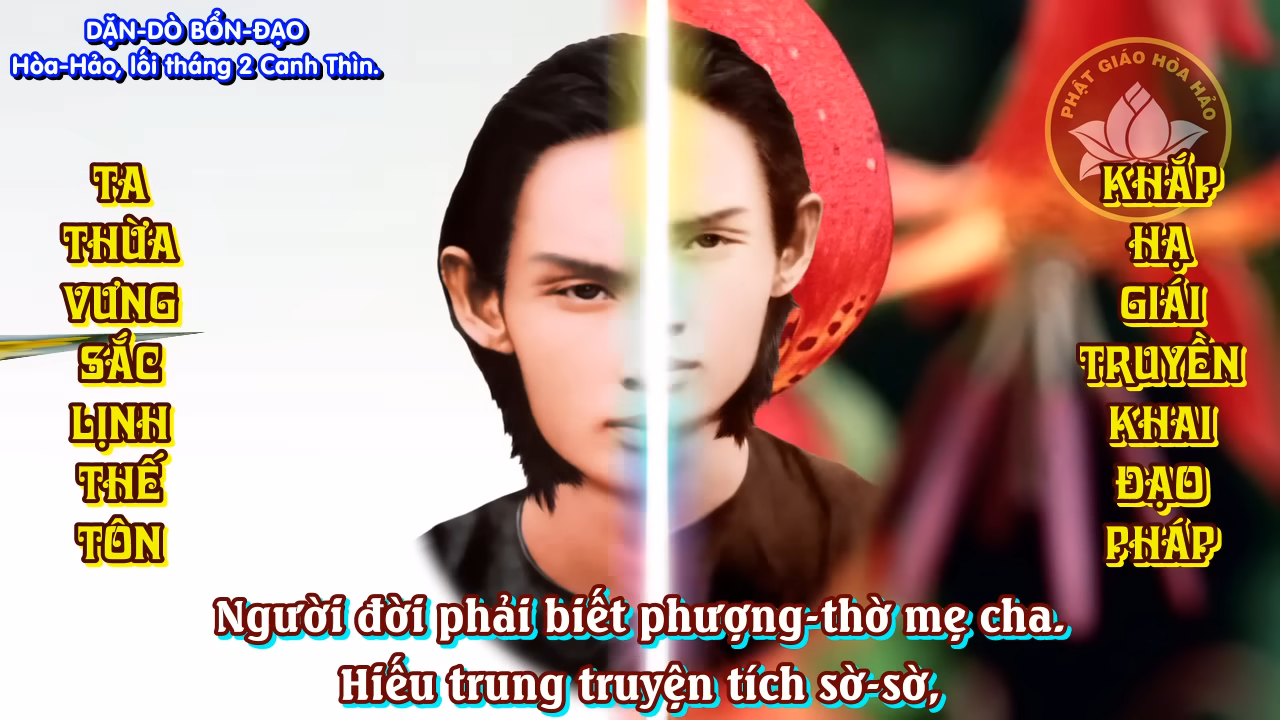 DẶN-DÒ BỔN-ĐẠO
Hòa-Hảo, lối tháng 2 Canh Thìn.
PHẬT GIÁO HÒA HẢO
TA
THỪA
VƯNG
SẮC
LỊNH
THẾ
TÔN
KHẮP
HẠ
GIÁI
TRUYỀN
KHAI
ĐẠO
PHÁP
Người đời phải biết phượng-thờ mẹ cha.
Hiếu trung truyện tích sờ-sờ,